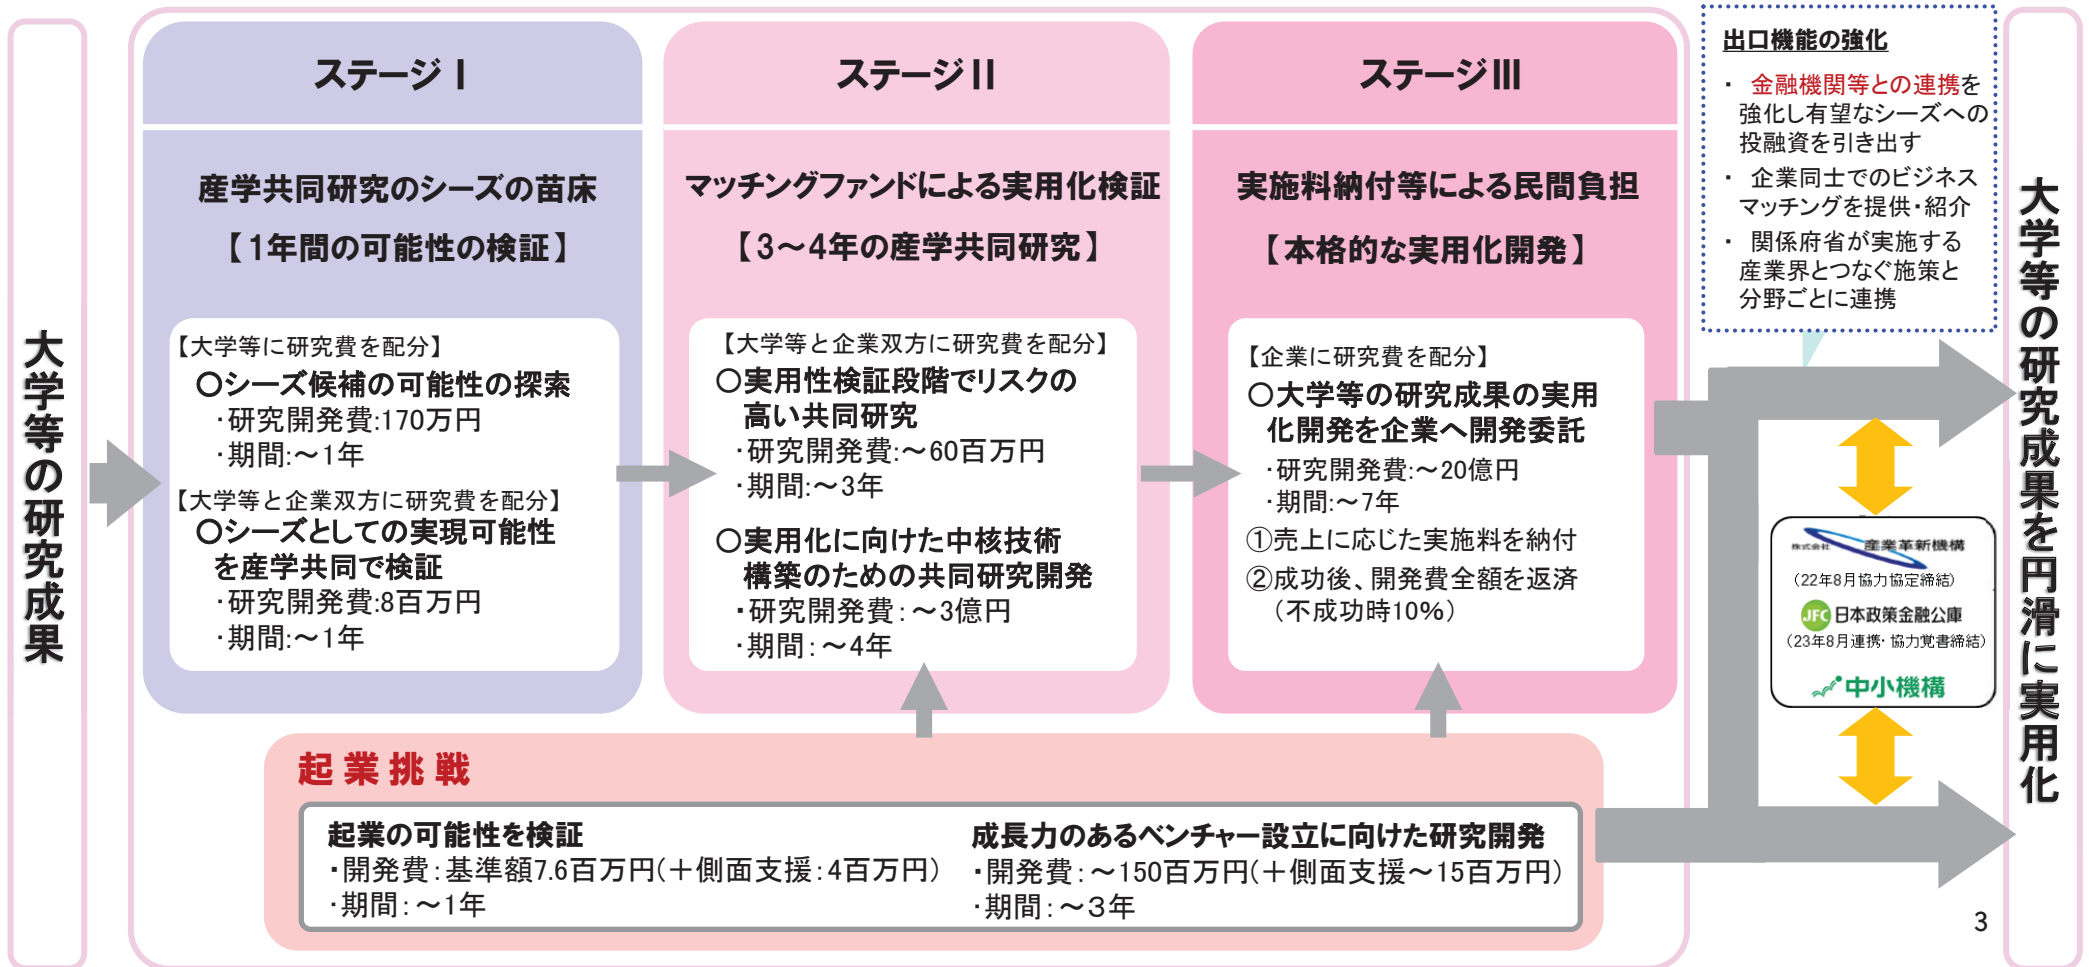 大学等の研究成果
ステージⅠ
産学共同研究のシーズの苗床
【1年間の可能性の検証】
【大学等に研究費を配分】
○シーズ候補の可能性の探索
・研究開発費:170万円
・期間:～1年
【大学等と企業双方に研究費を配分】
○シーズとしての実現可能性
を産学共同で検証
・研究開発費:8百万円
・期間:～1年
ステージⅡ
マッチングファンドによる実用化検証
【3～4年の産学共同研究】
【大学等と企業双方に研究費を配分】
○実用性検証段階でリスクの
高い共同研究
・研究開発費:～60百万円
・期間:～3年
○実用化に向けた中核技術
構築のための共同研究開発
・研究開発費:～3億円
・期間:～4年
ステージⅢ
実施料納付等による民間負担
【本格的な実用化開発】
【企業に研究費を配分】
○大学等の研究成果の実用
化開発を企業へ開発委託
・研究開発費:～20億円
・期間:～7年
①売上に応じた実施料を納付
②成功後、開発費全額を返済
（不成功時10%）
起業挑戦
起業の可能性を検証
・開発費:基準額7.6百万円(＋側面支援:4百万円)
・期間:～1年
成長力のあるベンチャー設立に向けた研究開発
・開発費:～150百万円(＋側面支援～15百万円)
・期間:～３年
出口機能の強化
・ 金融機関等との連携を
強化し有望なシーズへの
投融資を引き出す
・ 企業同士でのビジネス
マッチングを提供・紹介
・ 関係府省が実施する
産業界とつなぐ施策と
分野ごとに連携
株式会社 産業革新機構
（22年8月協力協定締結）
JFC 日本政策金融公庫
（23年8月連携・協力覚書締結）
中小機構
大学等の研究成果を円滑に実用化
3